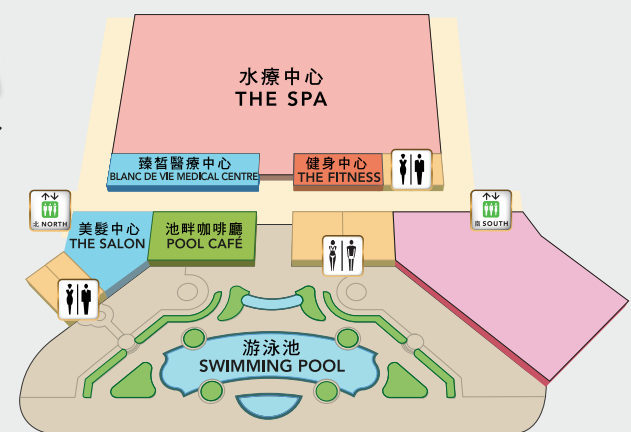 水療中心
THE SPA
臻皙醫療中心
BLANC DE VIE MEDICAL CENTRE
健身中心
THE FITNESS
北 NORTH
美髮中心
THE SALON
池畔咖啡廳
POOL CAFÉ
南 SOUTH
游泳池
SWIMMING POOL